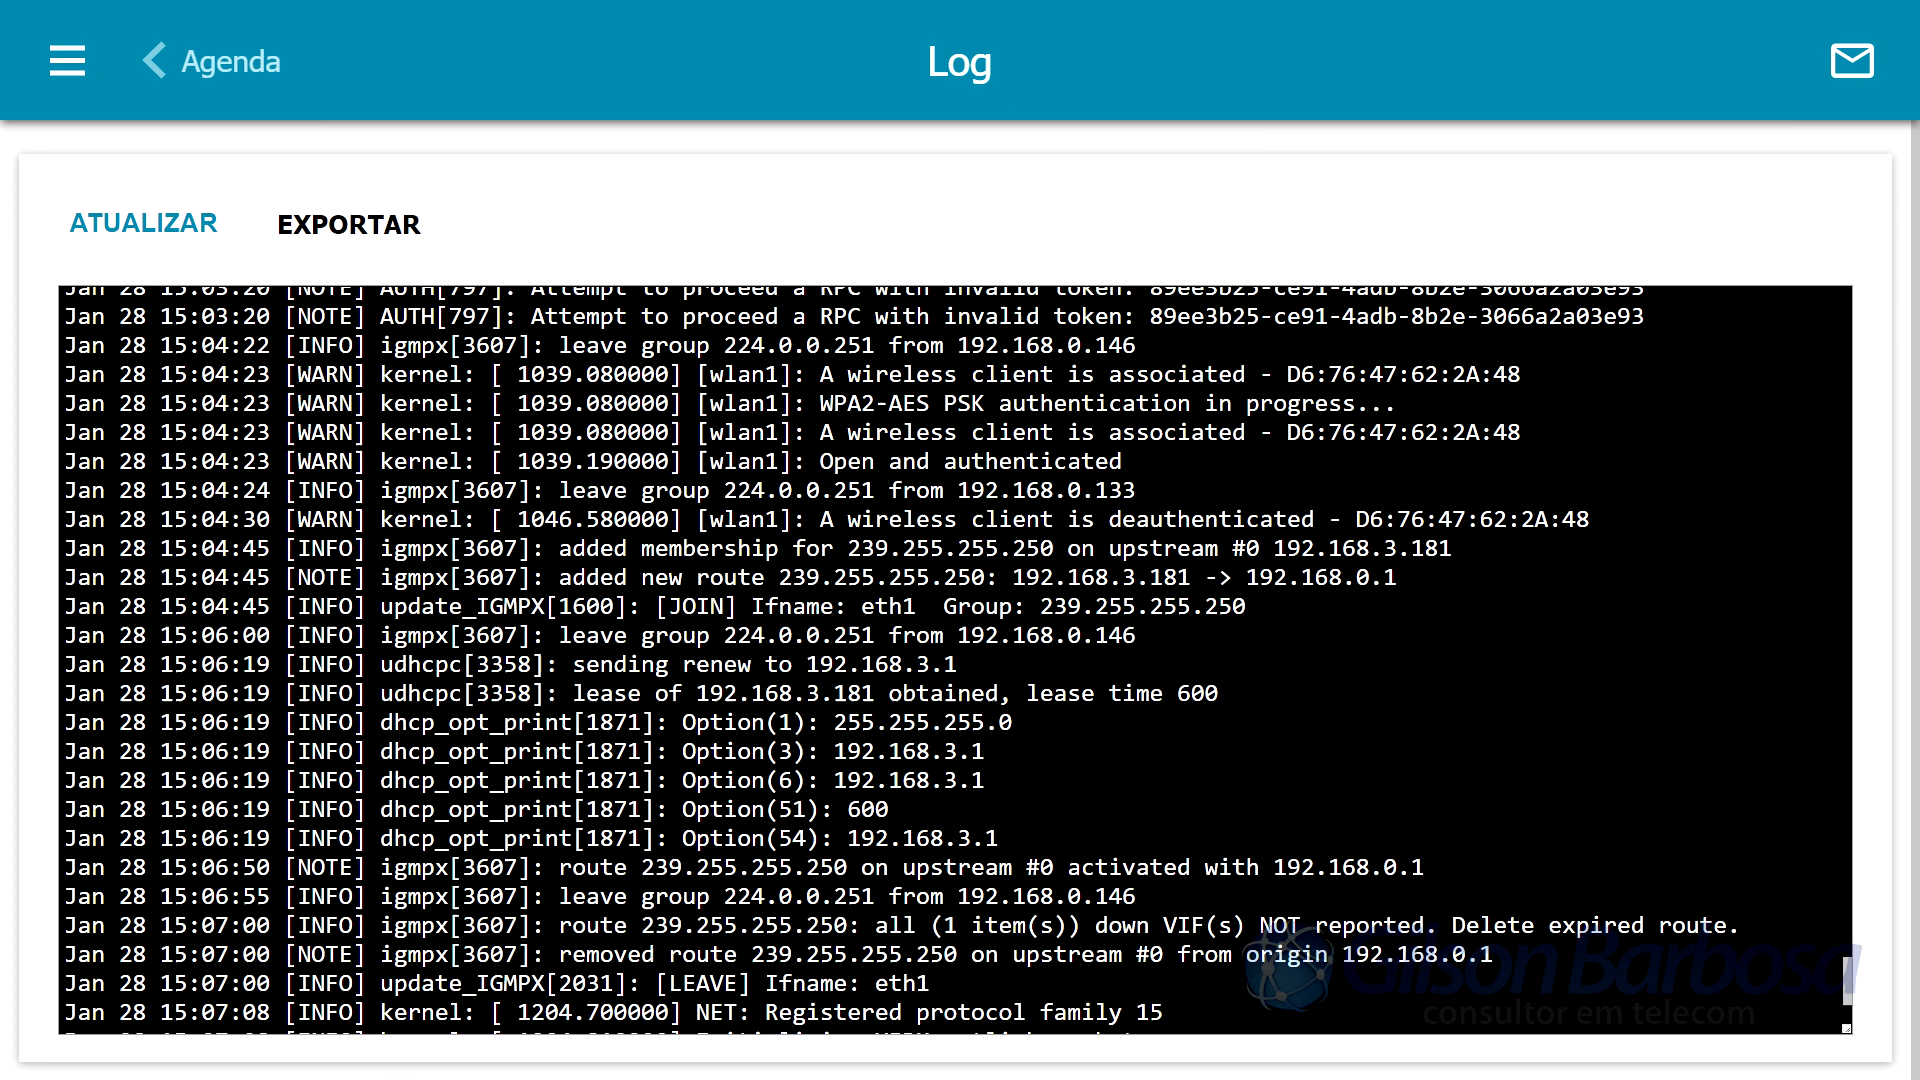 Agenda
Log
ATUALIZAR
EXPORTAR
Jan 28 15:03:20 [NOTE] AUTH[797]: Attempt to proceed a RPC with invalid token: 89ee3b25-ce91-4adb-8b2e-3066a2a03e93
Jan 28 15:03:20 [NOTE] AUTH[797]: Attempt to proceed a RPC with invalid token: 89ee3b25-ce91-4adb-8b2e-3066a2a03e93
Jan 28 15:04:22 [INFO] igmpx[3607]: leave group 224.0.0.251 from 192.168.0.146
Jan 28 15:04:23 [WARN] kernel: [ 1039.080000] [wlan1]: A wireless client is associated - D6:76:47:62:2A:48
Jan 28 15:04:23 [WARN] kernel: [ 1039.080000] [wlan1]: WPA2-AES PSK authentication in progress...
Jan 28 15:04:23 [WARN] kernel: [ 1039.080000] [wlan1]: A wireless client is associated - D6:76:47:62:2A:48
Jan 28 15:04:23 [WARN] kernel: [ 1039.190000] [wlan1]: Open and authenticated
Jan 28 15:04:24 [INFO] igmpx[3607]: leave group 224.0.0.251 from 192.168.0.133
Jan 28 15:04:30 [WARN] kernel: [ 1046.580000] [wlan1]: A wireless client is deauthenticated - D6:76:47:62:2A:48
Jan 28 15:04:45 [INFO] igmpx[3607]: added membership for 239.255.255.250 on upstream #0 192.168.3.181
Jan 28 15:04:45 [NOTE] igmpx[3607]: added new route 239.255.255.250: 192.168.3.181 -> 192.168.0.1
Jan 28 15:04:45 [INFO] update_IGMPX[1600]: [JOIN] Ifname: eth1  Group: 239.255.255.250
Jan 28 15:06:00 [INFO] igmpx[3607]: leave group 224.0.0.251 from 192.168.0.146
Jan 28 15:06:19 [INFO] udhcpc[3358]: sending renew to 192.168.3.1
Jan 28 15:06:19 [INFO] udhcpc[3358]: lease of 192.168.3.181 obtained, lease time 600
Jan 28 15:06:19 [INFO] dhcp_opt_print[1871]: Option(1): 255.255.255.0
Jan 28 15:06:19 [INFO] dhcp_opt_print[1871]: Option(3): 192.168.3.1
Jan 28 15:06:19 [INFO] dhcp_opt_print[1871]: Option(6): 192.168.3.1
Jan 28 15:06:19 [INFO] dhcp_opt_print[1871]: Option(51): 600
Jan 28 15:06:19 [INFO] dhcp_opt_print[1871]: Option(54): 192.168.3.1
Jan 28 15:06:50 [NOTE] igmpx[3607]: route 239.255.255.250 on upstream #0 activated with 192.168.0.1
Jan 28 15:06:55 [INFO] igmpx[3607]: leave group 224.0.0.251 from 192.168.0.146
Jan 28 15:07:00 [INFO] igmpx[3607]: route 239.255.255.250: all (1 item(s)) down VIF(s) NOT reported. Delete expired route.
Jan 28 15:07:00 [NOTE] igmpx[3607]: removed route 239.255.255.250 on upstream #0 from origin 192.168.0.1
Jan 28 15:07:00 [INFO] update_IGMPX[2031]: [LEAVE] Ifname: eth1
Jan 28 15:07:08 [INFO] kernel: [ 1204.700000] NET: Registered protocol family 15
Gilson Barbosa
consultor em telecom